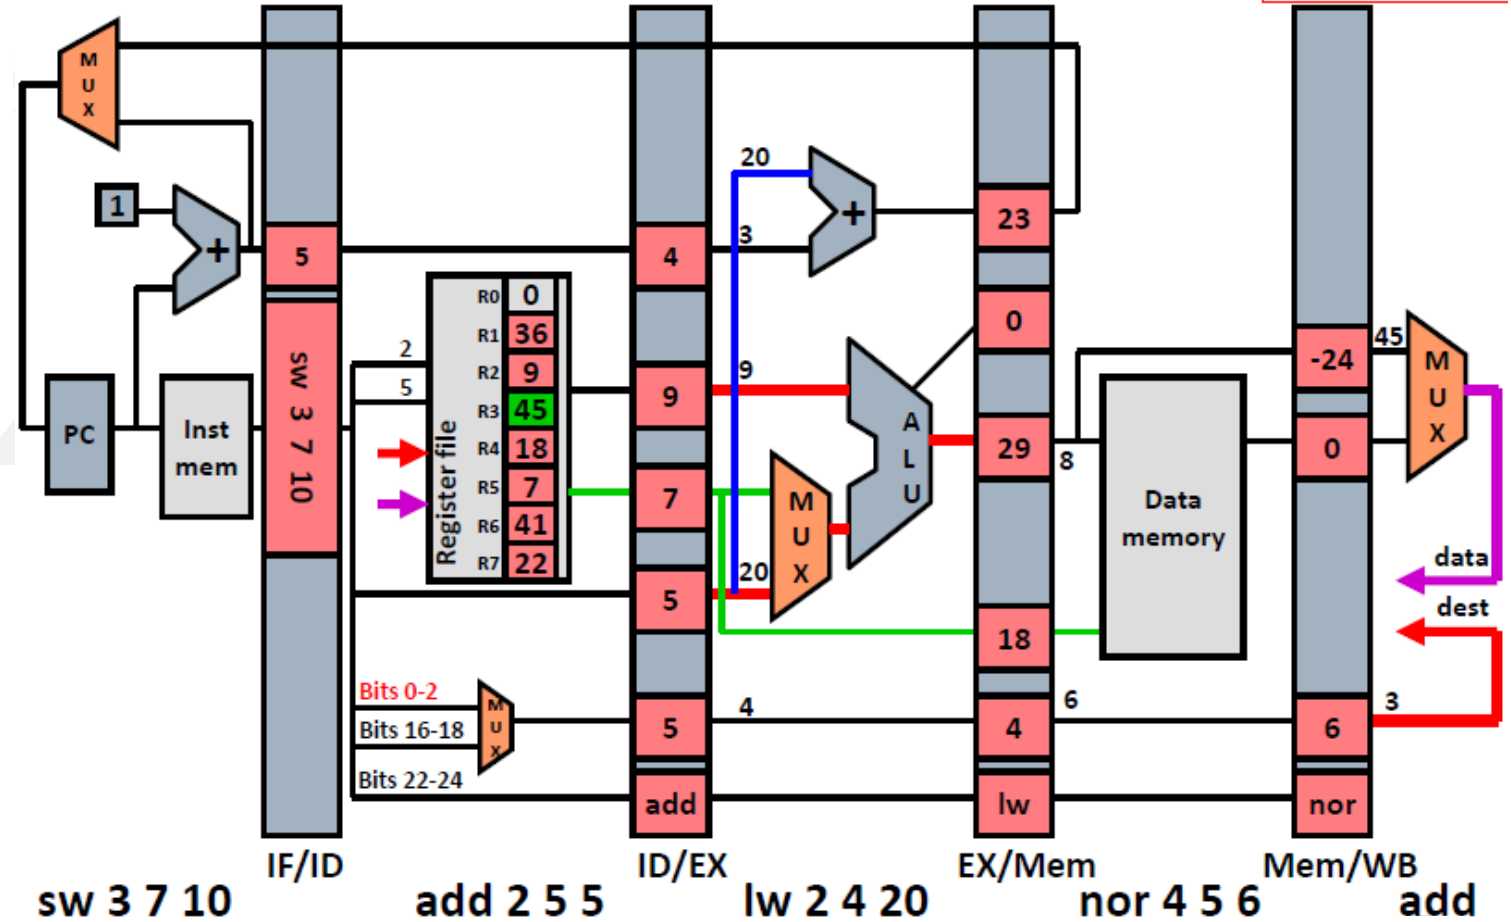 M
U
X
1
+
5
PC
Inst
mem
sw 3 7 10
2
5
Register file
R0 0
R1 36
R2 9
R3 45
R4 18
R5 7
R6 41
R7 22
Bits 0-2
Bits 16-18
Bits 22-24
M
U
X
4
9
7
5
5
add
20
3
9
20
4
+
M
U
X
A
L
U
23
0
29
18
4
lw
8
6
Data
memory
-24
0
6
nor
45
3
M
U
X
data
dest
IF/ID
ID/EX
EX/Mem
Mem/WB
sw 3 7 10
add 2 5 5
lw 2 4 20
nor 4 5 6
add